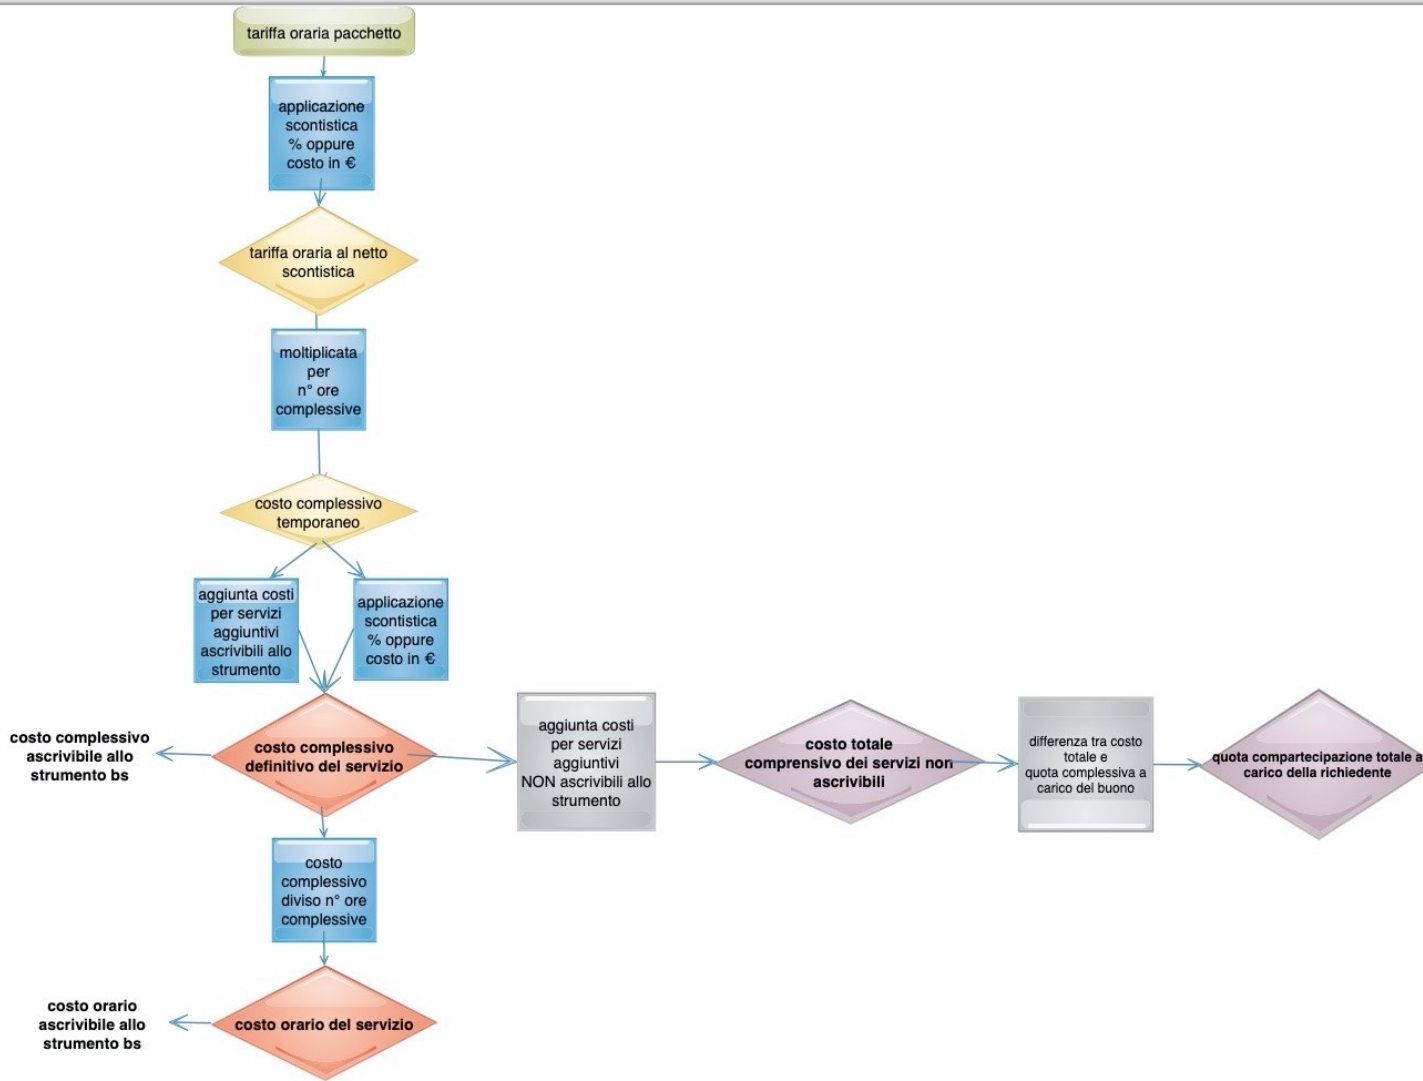 tariffa oraria pacchetto
applicazione
scontistica
% oppure
costo in €
tariffa oraria al netto
scontistica
moltiplicata
per
n° ore
complessive
costo complessivo
temporaneo
aggiunta costi
per servizi
aggiuntivi
ascrivibili allo
strumento
applicazione
scontistica
% oppure
costo in €
costo complessivo
ascrivibile allo
strumento bs
costo complessivo
definitivo del servizio
aggiunta costi
per servizi
aggiuntivi
NON ascrivibili allo
strumento
costo totale
comprensivo dei servizi non
ascrivibili
differenza tra costo
totale e
quota complessiva a
carico del buono
quota compartecipazione totale a
carico della richiedente
costo
complessivo
diviso n° ore
complessive
costo orario
ascrivibile allo
strumento bs
costo orario del servizio